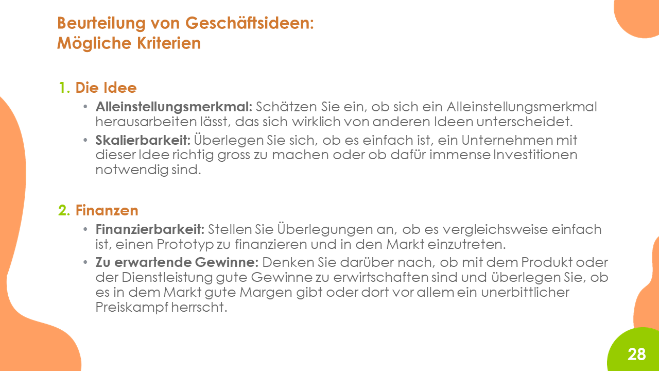 Beurteilung von Geschäftsideen:
Mögliche Kriterien
1. Die Idee
• Alleinstellungsmerkmal: Schätzen Sie ein, ob sich ein Alleinstellungsmerkmal
herausarbeiten lässt, das sich wirklich von anderen Ideen unterscheidet.
• Skalierbarkeit: Überlegen Sie sich, ob es einfach ist, ein Unternehmen mit
dieser Idee richtig gross zu machen oder ob dafür immense Investitionen
notwendig sind.
2. Finanzen
• Finanzierbarkeit: Stellen Sie Überlegungen an, ob es vergleichsweise einfach
ist, einen Prototyp zu finanzieren und in den Markt einzutreten.
• Zu erwartende Gewinne: Denken Sie darüber nach, ob mit dem Produkt oder
der Dienstleistung gute Gewinne zu erwirtschaften sind und überlegen Sie, ob
es in dem Markt gute Margen gibt oder dort vor allem ein unerbittlicher
Preiskampf herrscht.
28